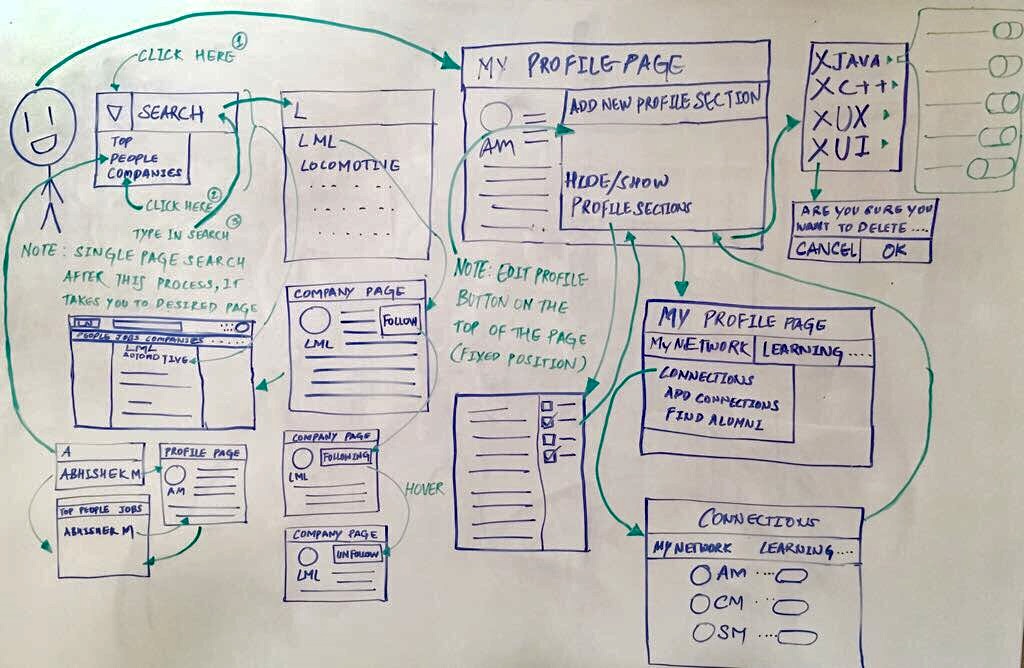 CLICK HERE 1
SEARCH
TOP
PEOPLE
COMPANIES
CLICK HERE 2
TYPE IN SEARCH 3
NOTE: SINGLE PAGE SEARCH
AFTER THIS PROCESS, IT
TAKES YOU TO DESIRED PAGE
L
LML
LOCOMOTIVE
PEOPLE JOBS COMPANIES
LML
AUTOMOTIVE
A
ABHISHEK M
TOP PEOPLE JOBS
ABHISHEK M
PROFILE PAGE
AM
COMPANY PAGE
FOLLOW
LML
COMPANY PAGE
FOLLOWING
LML
HOVER
COMPANY PAGE
UNFOLLOW
LML
MY PROFILE PAGE
ADD NEW PROFILE SECTION
AM
HIDE/SHOW
PROFILE SECTIONS
NOTE: EDIT PROFILE
BUTTON ON THE
TOP OF THE PAGE
(FIXED POSITION)
X JAVA
X C++
X UX
X UI
ARE YOU SURE YOU
WANT TO DELETE ....
CANCEL OK
MY PROFILE PAGE
MY NETWORK LEARNING ....
CONNECTIONS
ADD CONNECTIONS
FIND ALUMNI
CONNECTIONS
MY NETWORK LEARNING ....
AM ....
CM ....
SM ....